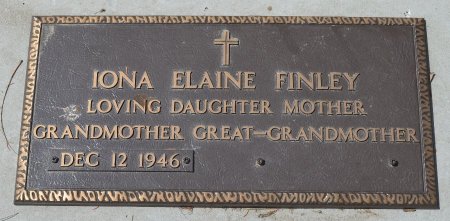 IONA ELAINE FINLEY
LOVING DAUGHTER MOTHER
GRANDMOTHER GREAT-GRANDMOTHER
DEC 12 1946